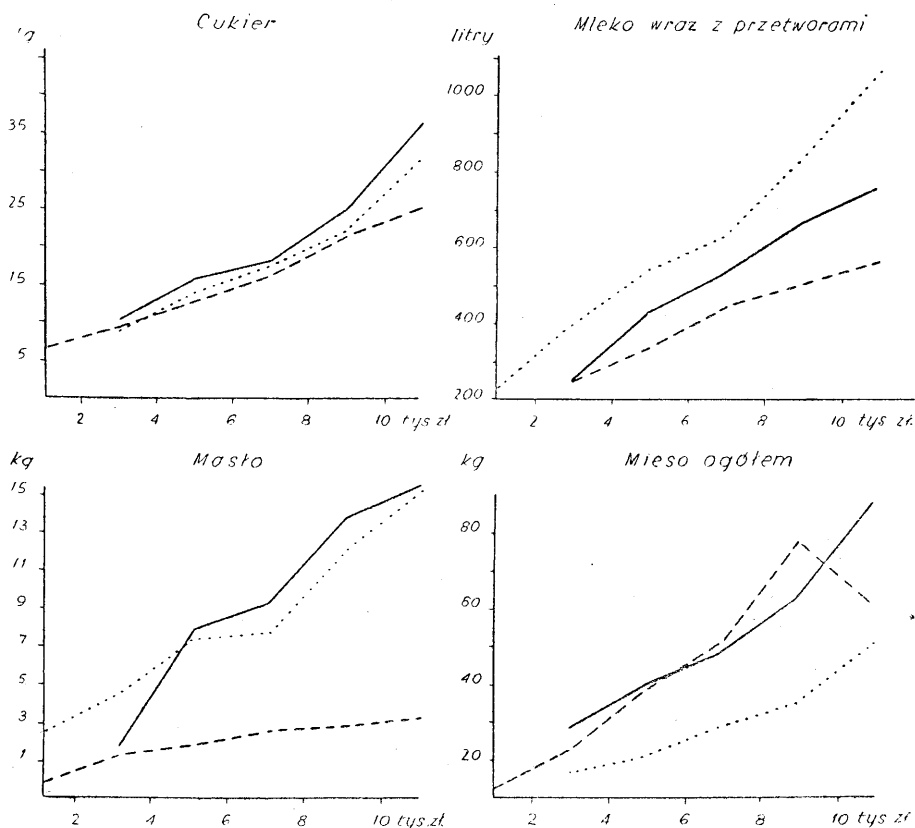 Cukier
kg
35
25
15
5
2 4 6 8 10 tys zł
Mleko wraz z przetworami
litry
1000
800
600
400
200
2 4 6 8 10 tys zł.
Masło
kg
15
13
11
9
7
5
3
1
2 4 6 8 10 tys.zł.
Mieso ogółem
kg
80
60
40
20
2 4 6 8 10 tys zł